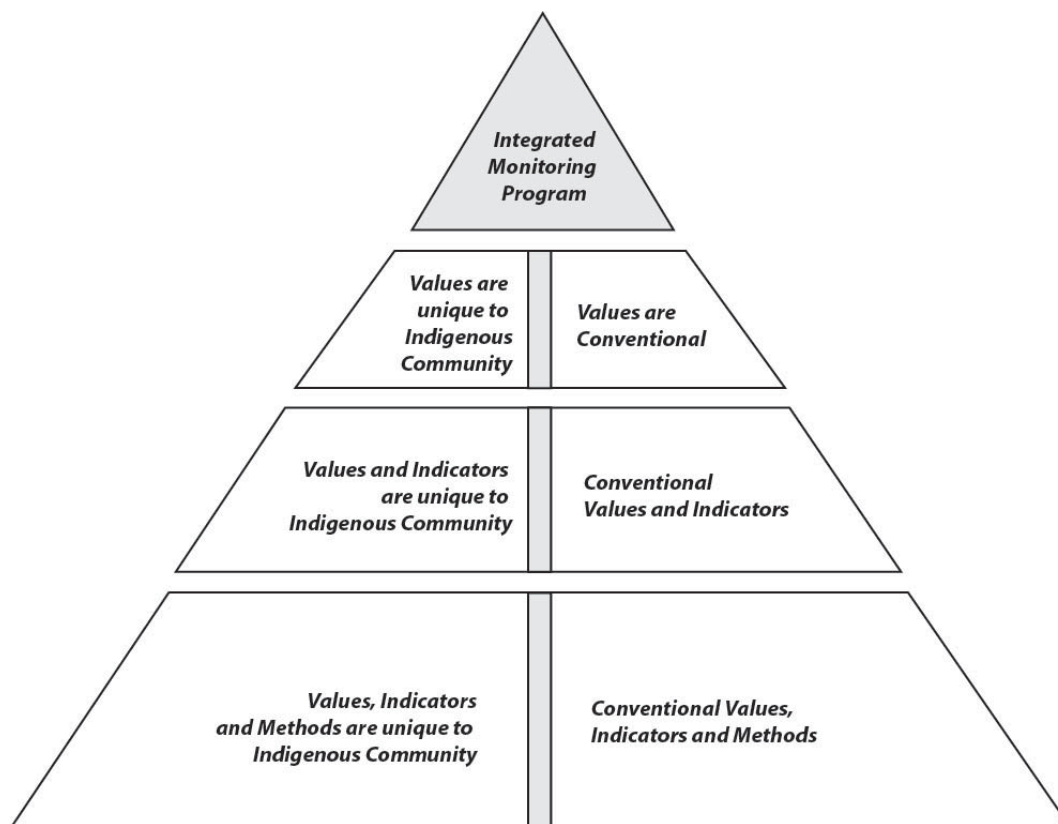 Integrated
Monitoring
Program
Values are
unique to
Indigenous
Community
Values are
Conventional
Values and Indicators
are unique to
Indigenous Community
Conventional
Values and Indicators
Values, Indicators
and Methods are unique to
Indigenous Community
Conventional Values,
Indicators and Methods